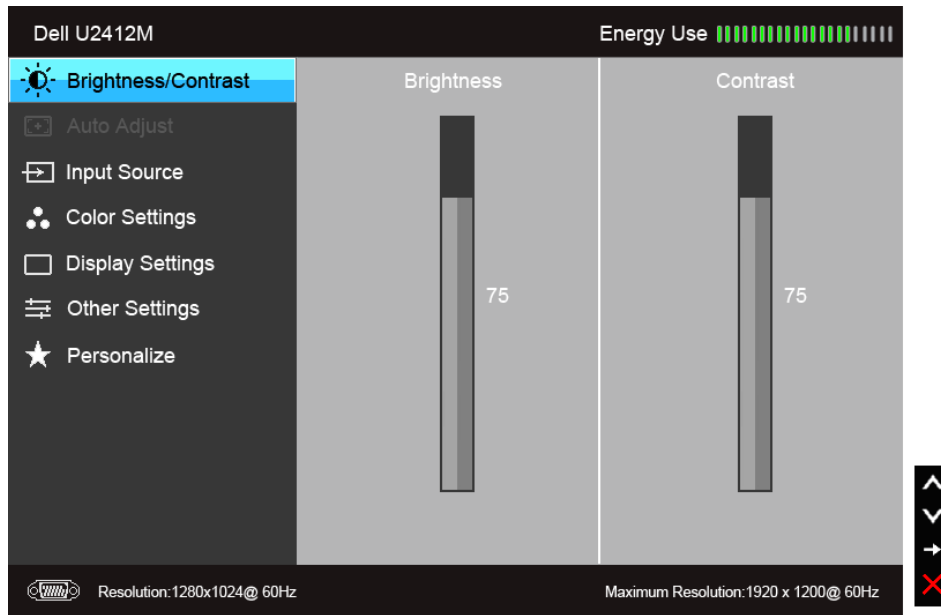 Dell U2412M
Energy Use
Brightness/Contrast
Brightness
Contrast
Auto Adjust
Input Source
Color Settings
Display Settings
75
75
Other Settings
Personalize
Resolution:1280x1024@ 60Hz
Maximum Resolution:1920 x 1200@ 60Hz